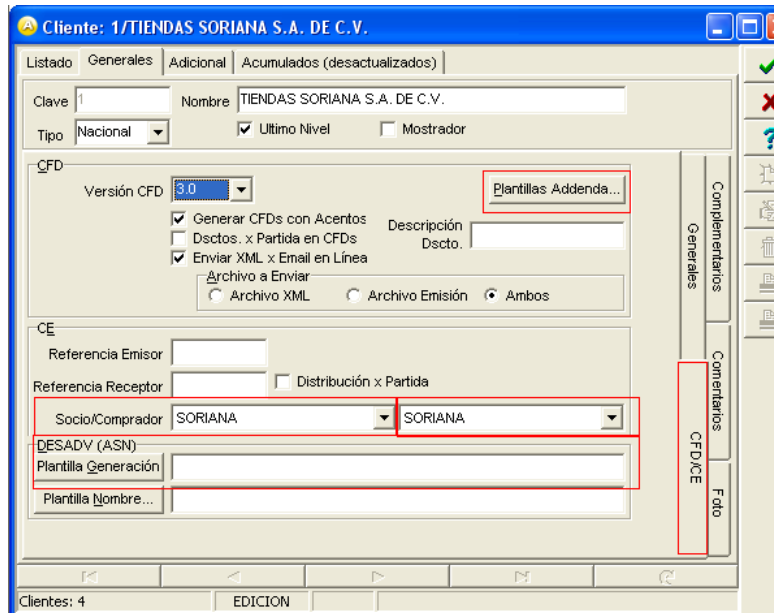 Cliente: 1/TIENDAS SORIANA S.A. DE C.V.
Listado Generales Adicional Acumulados (desactualizados)
Clave 1 Nombre TIENDAS SORIANA S.A. DE C.V.
Tipo Nacional Ultimo Nivel Mostrador
CFD
Versión CFD 3.0 Plantillas Addenda...
Generar CFDs con Acentos
Dsctos. x Partida en CFDs
Descripción
Dscto.
Enviar XML x Email en Línea
Archivo a Enviar
Archivo XML Archivo Emisión Ambos
CE
Referencia Emisor
Referencia Receptor Distribución x Partida
Socio/Comprador SORIANA SORIANA
DESADV (ASN)
Plantilla Generación
Plantilla Nombre...
Generales
CFD/CE
Complementarios
Comentarios
Foto
Clientes: 4 EDICION